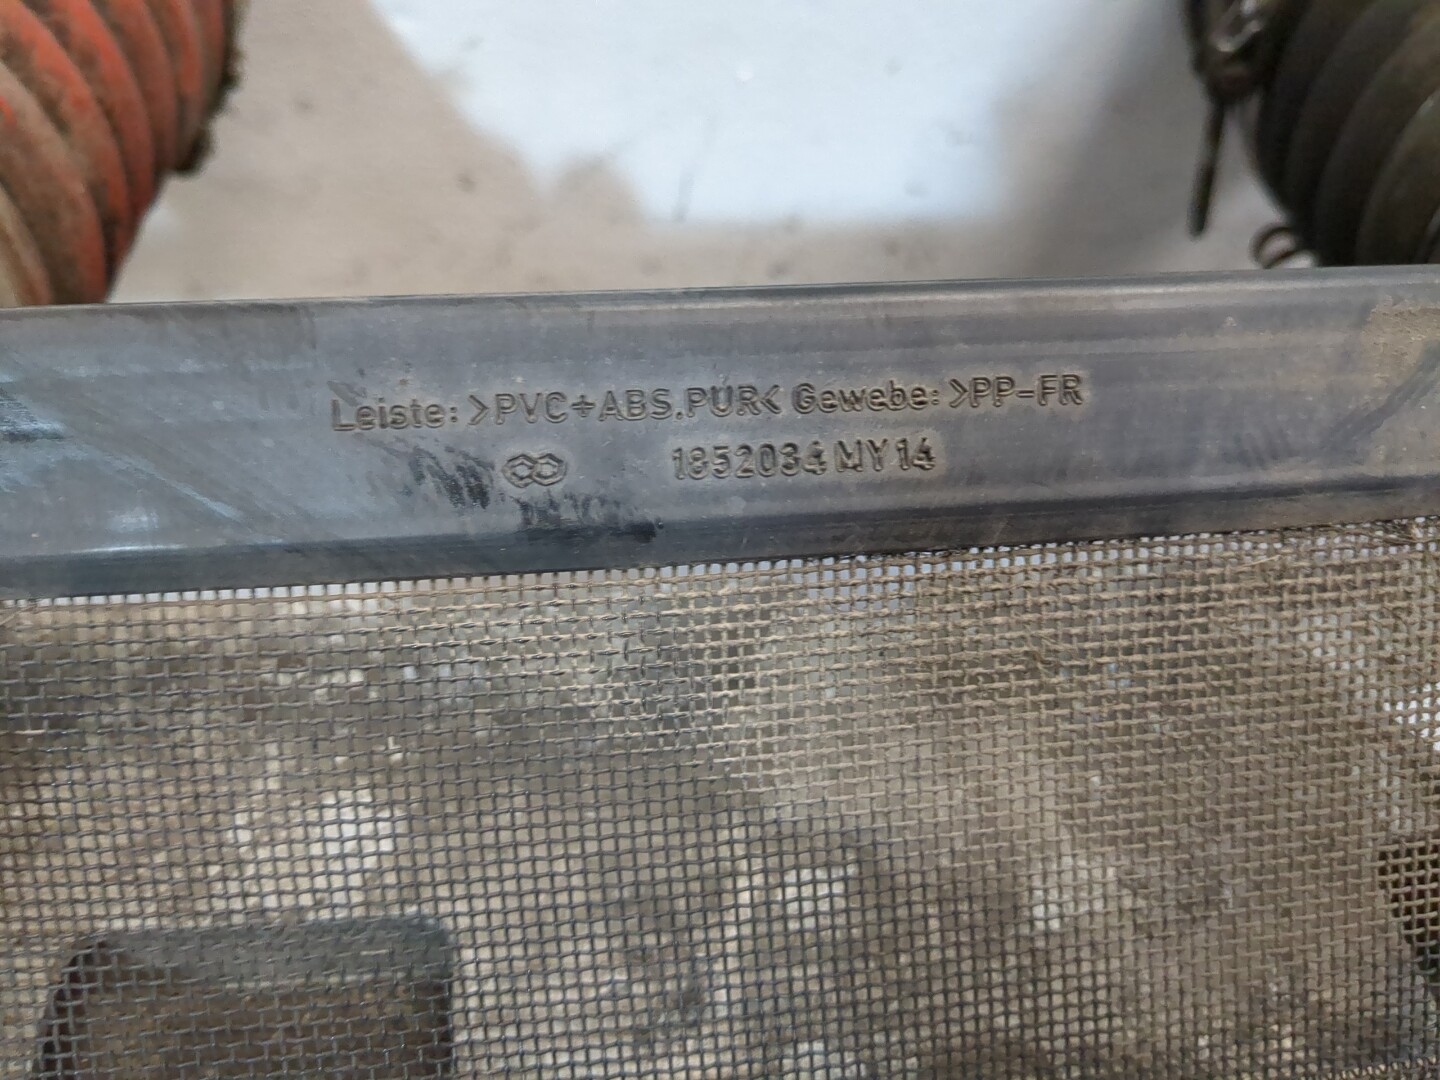 Leiste: >PVC+ABS.PUR< Gewebe: >PP-FR
1852034 MY14